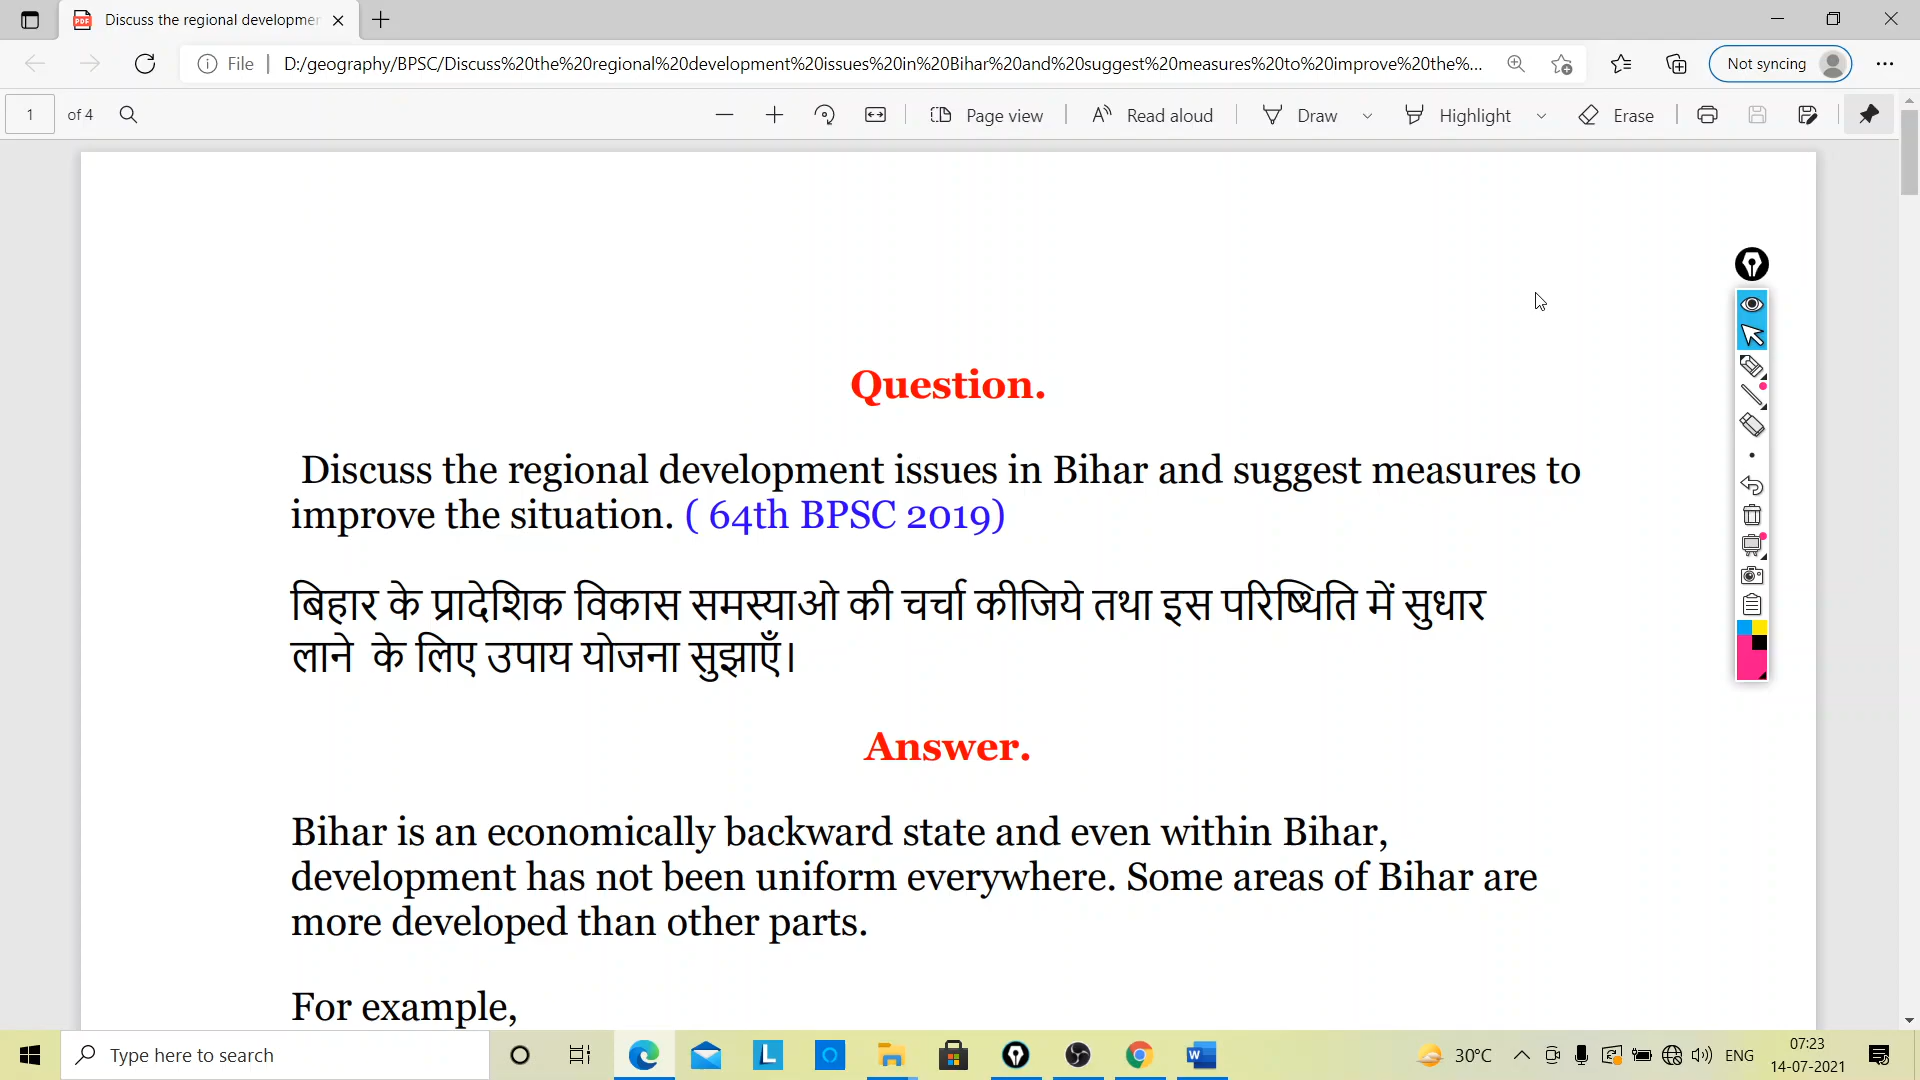 Discuss the regional developmer
File
D:/geography/BPSC/Discuss%20the%20regional%20development%20issues%20in%20Bihar%20and%20suggest%20measures%20to%20improve%20the%...
Not syncing
1 of 4
Page view
Read aloud
Draw
Highlight
Erase
Question.
Discuss the regional development issues in Bihar and suggest measures to
improve the situation. ( 64th BPSC 2019)
बिहार के प्रादेशिक विकास समस्याओ की चर्चा कीजिये तथा इस परिष्थिति में सुधार
लाने के लिए उपाय योजना सुझाएँ।
Answer.
Bihar is an economically backward state and even within Bihar,
development has not been uniform everywhere. Some areas of Bihar are
more developed than other parts.
For example,
Type here to search
30°C
ENG
07:23
14-07-2021